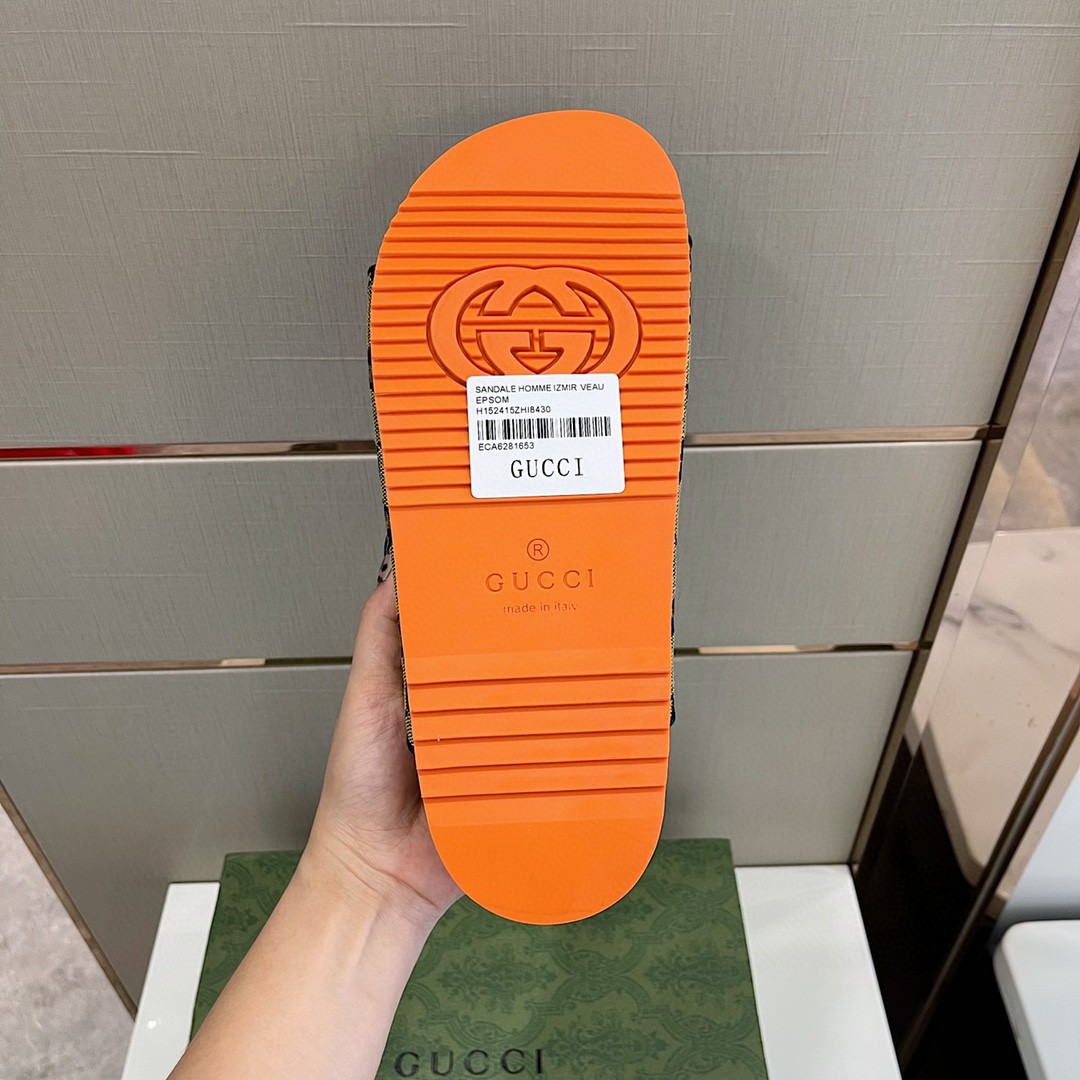 SANDALE HOMME IZMIR VEAU
EPSOM
H152415ZHI8430
ECA6281653
GUCCI
®
GUCCI
made in italy
GUCCI